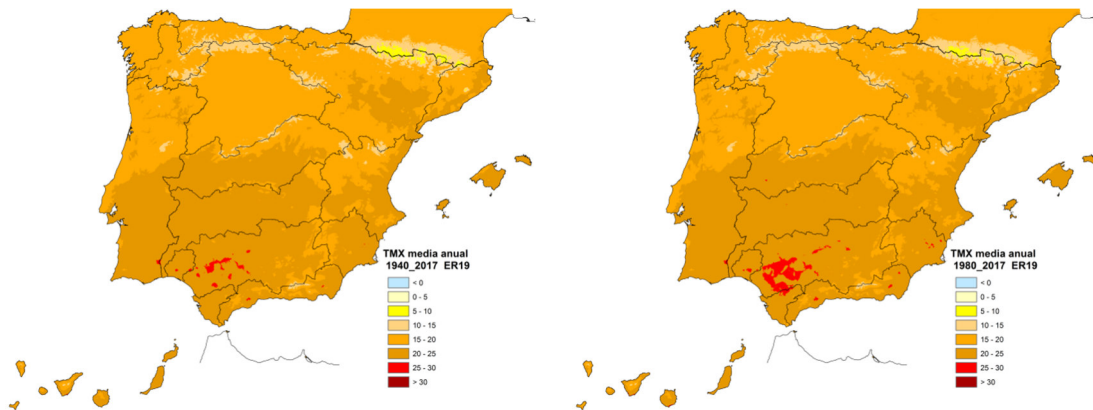 TMX media anual
1940_2017 ER19
< 0
0 - 5
5 - 10
10 - 15
15 - 20
20 - 25
25 - 30
> 30
TMX media anual
1980_2017 ER19
< 0
0 - 5
5 - 10
10 - 15
15 - 20
20 - 25
25 - 30
> 30